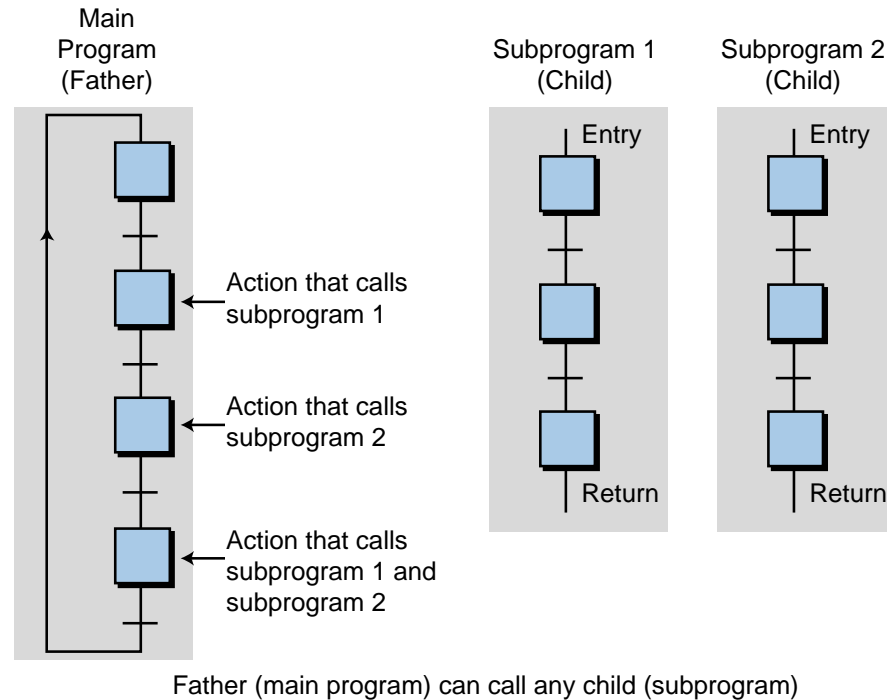 Main
Program
(Father)
Subprogram 1
(Child)
Subprogram 2
(Child)
Entry
Entry
Action that calls
subprogram 1
Action that calls
subprogram 2
Return
Return
Action that calls
subprogram 1 and
subprogram 2
Father (main program) can call any child (subprogram)